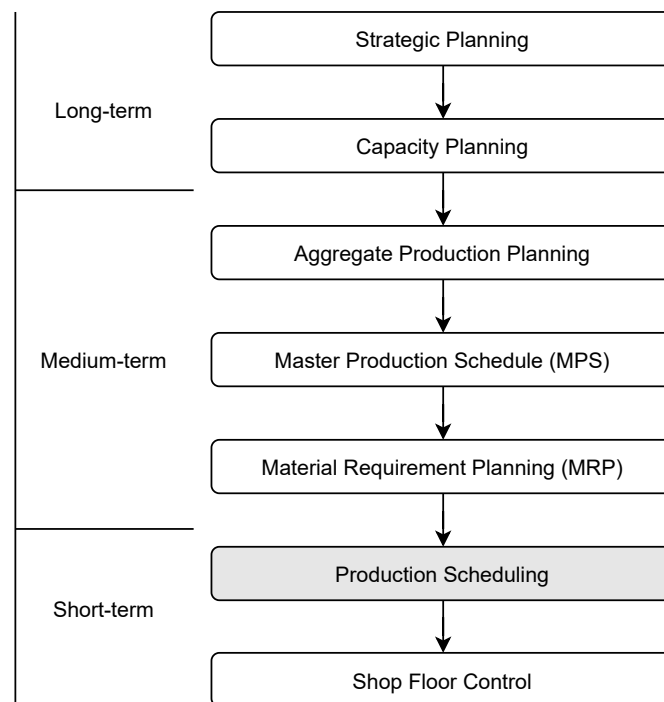 Strategic Planning
Long-term
Capacity Planning
Aggregate Production Planning
Medium-term
Master Production Schedule (MPS)
Material Requirement Planning (MRP)
Production Scheduling
Short-term
Shop Floor Control